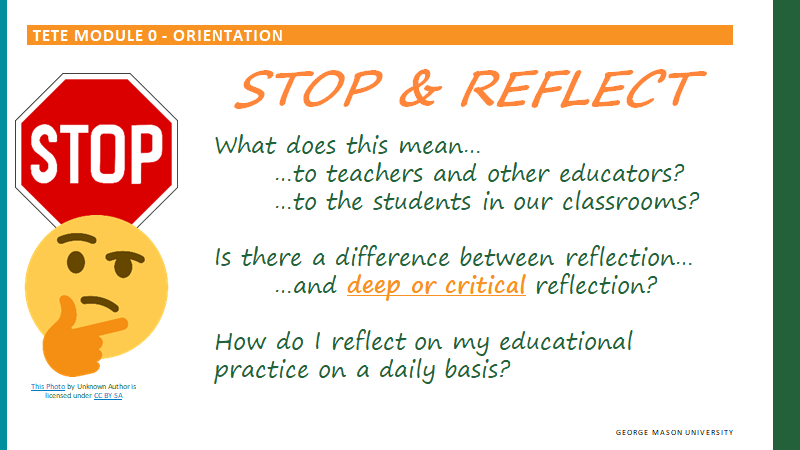 TETE MODULE 0 - ORIENTATION
STOP & REFLECT
STOP
What does this mean...
...to teachers and other educators?
...to the students in our classrooms?
Is there a difference between reflection...
...and deep or critical reflection?
How do I reflect on my educational
practice on a daily basis?
This Photo by Unknown Author is
licensed under CC BY SA
GEORGE MASON UNIVERSITY